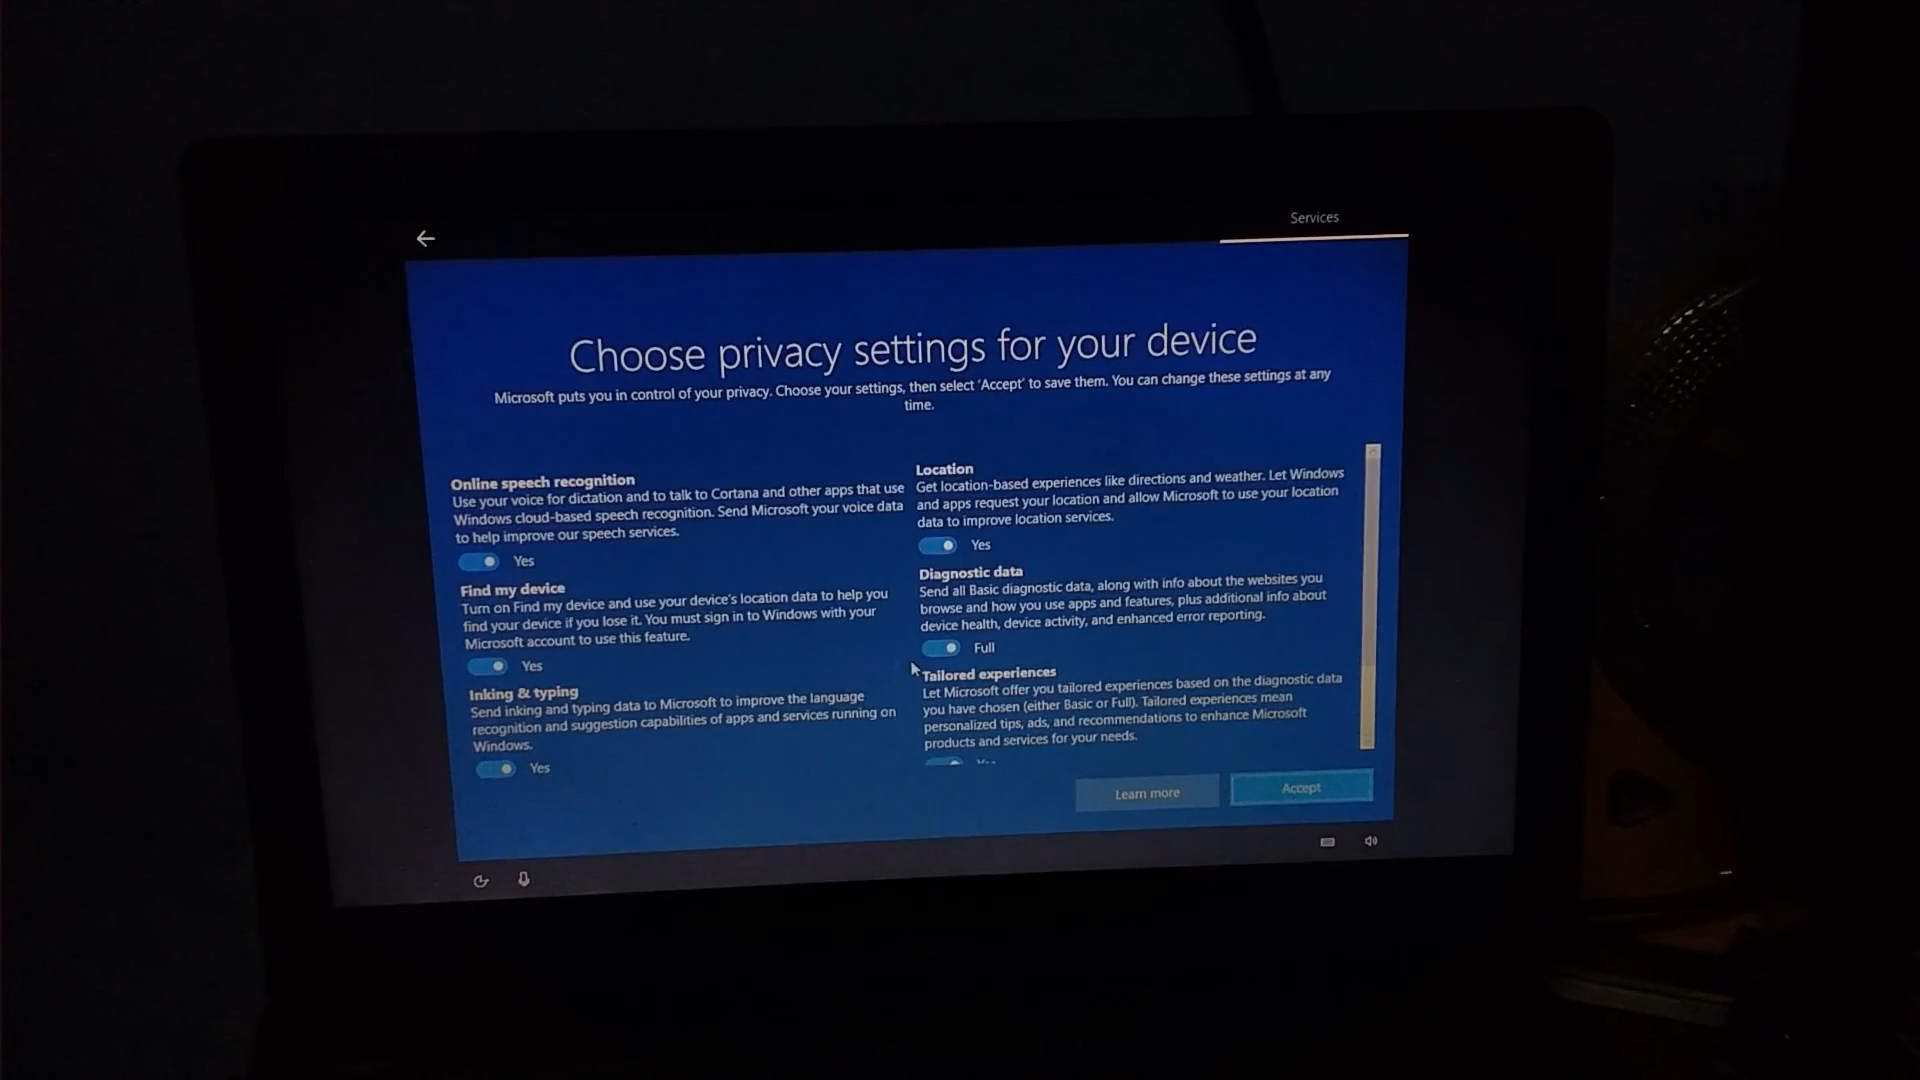 Services
Choose privacy settings for your device
Microsoft puts you in control of your privacy. Choose your settings, then select 'Accept' to save them. You can change these settings at any
time.
Online speech recognition
Use your voice for dictation and to talk to Cortana and other apps that use
Windows cloud-based speech recognition. Send Microsoft your voice data
to help improve our speech services.
Yes
Find my device
Turn on Find my device and use your device's location data to help you
find your device if you lose it. You must sign in to Windows with your
Microsoft account to use this feature.
Yes
Inking & typing
Send inking and typing data to Microsoft to improve the language
recognition and suggestion capabilities of apps and services running on
Windows.
Yes
Location
Get location-based experiences like directions and weather. Let Windows
and apps request your location and allow Microsoft to use your location
data to improve location services.
Yes
Diagnostic data
Send all Basic diagnostic data, along with info about the websites you
browse and how you use apps and features, plus additional info about
device health, device activity, and enhanced error reporting.
Full
Tailored experiences
Let Microsoft offer you tailored experiences based on the diagnostic data
you have chosen (either Basic or Full). Tailored experiences mean
personalized tips, ads, and recommendations to enhance Microsoft
products and services for your needs.
Learn more
Accept